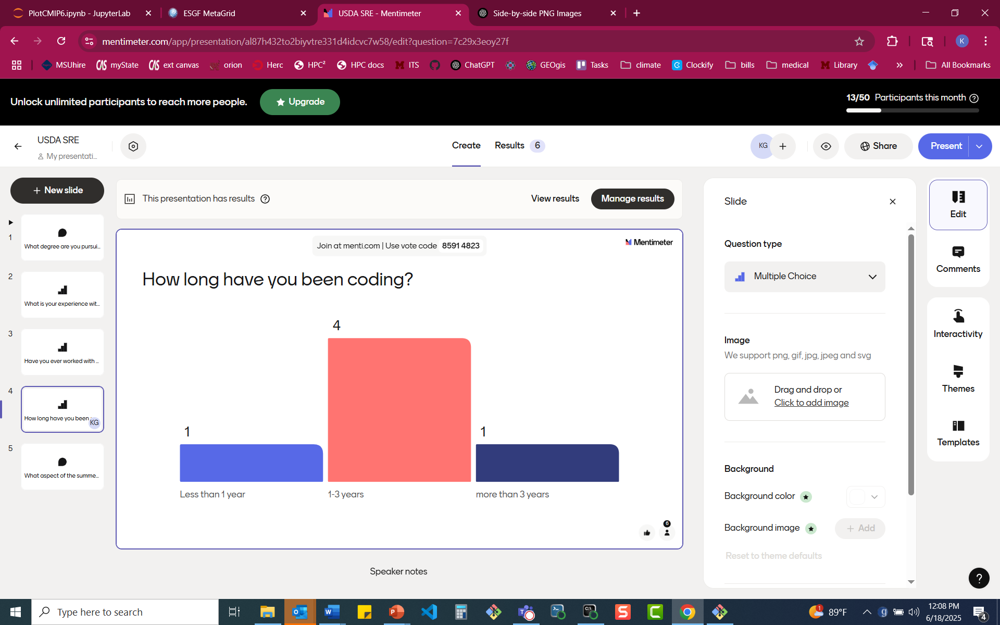 PlotCMIP6.ipynb - JupyterLab
ESGF MetaGrid
USDA SRE - Mentimeter
Side-by-side PNG Images
mentimeter.com/app/presentation/al87h432to2biyvtre331d4idcvc7w58/edit?question=7c29x3eoy27f
K
MSUhire
myState
ext canvas
orion
Herc
HPC²
HPC docs
ITS
ChatGPT
GEOgis
Tasks
climate
Clockify
bills
medical
Library
All Bookmarks
Unlock unlimited participants to reach more people.
Upgrade
13/50 Participants this month
USDA SRE
My presentati...
Create
Results 6
KG
Share
Present
New slide
This presentation has results
View results
Manage results
1
What degree are you pursui...
2
What is your experience wit...
3
Have you ever worked with ...
4
How long have you been
KG
5
What aspect of the summe...
Join at menti.com | Use vote code 8591 4823
Mentimeter
How long have you been coding?
1
4
1
Less than 1 year
1-3 years
more than 3 years
6
Speaker notes
Slide
Question type
Multiple Choice
Image
We support png, gif, jpg, jpeg and svg
Drag and drop or
Click to add image
Background
Background color
Background image
Add
Reset to theme defaults
Edit
Comments
Interactivity
Themes
Templates
?
Type here to search
1
89°F
12:08 PM
6/18/2025
4